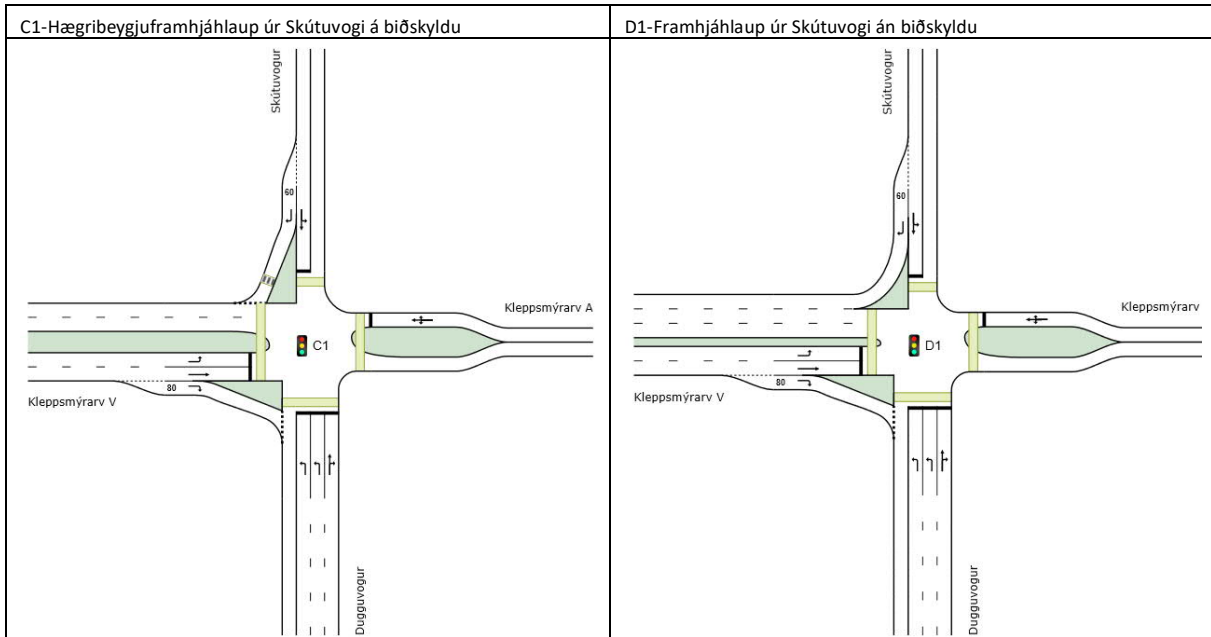 C1-Hægribeygjuframhjáhlaup úr Skútuvogi á biðskyldu
D1-Framhjáhlaup úr Skútuvogi án biðskyldu
Skútuvogur
60
Kleppsmýrarv A
C1
80
Kleppsmýrarv V
Dugguvogur
Skútuvogur
60
Kleppsmýrarv
D1
80
Kleppsmýrarv V
Dugguvogur